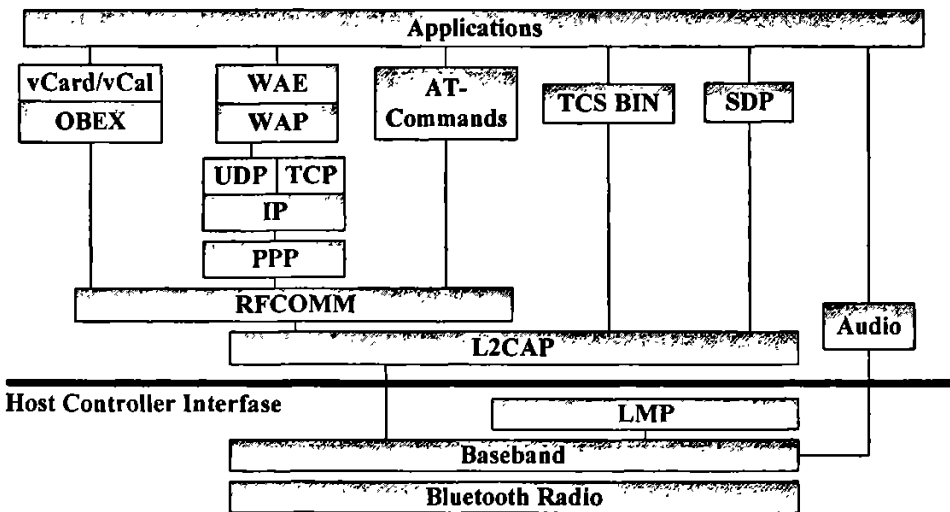 Applications
vCard/vCal
OBEX
WAE
WAP
UDP TCP
IP
PPP
AT-
Commands
TCS BIN
SDP
RFCOMM
Audio
L2CAP
Host Controller Interfase
LMP
Baseband
Bluetooth Radio